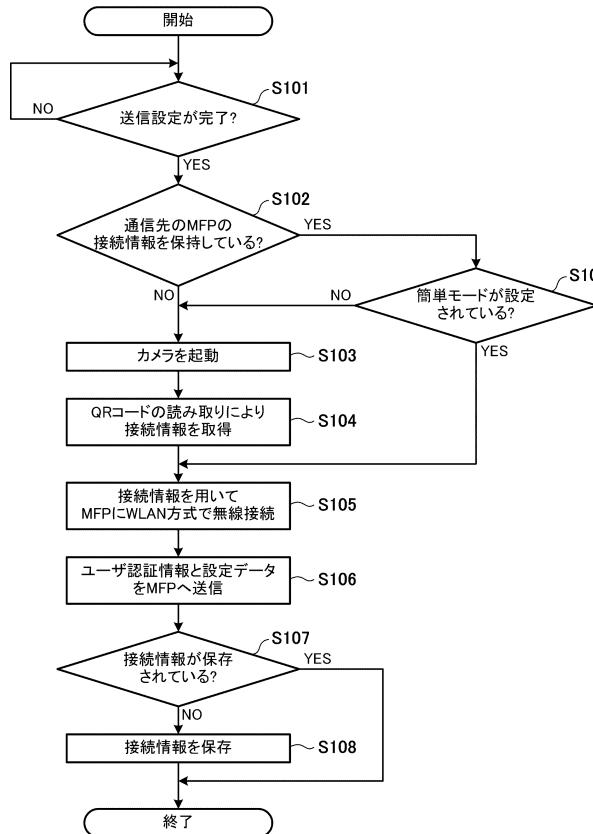 開始
S101
送信設定が完了?
NO
YES
S102
通信先のMFPの
接続情報を保持している?
YES
NO
簡単モードが設定
されている?
NO
YES
カメラを起動
S103
QRコードの読み取りにより
接続情報を取得
S104
接続情報を用いて
MFPにWLAN方式で無線接続
S105
ユーザ認証情報と設定データ
をMFPへ送信
S106
S107
接続情報が保存
されている?
YES
NO
接続情報を保存
S108
終了